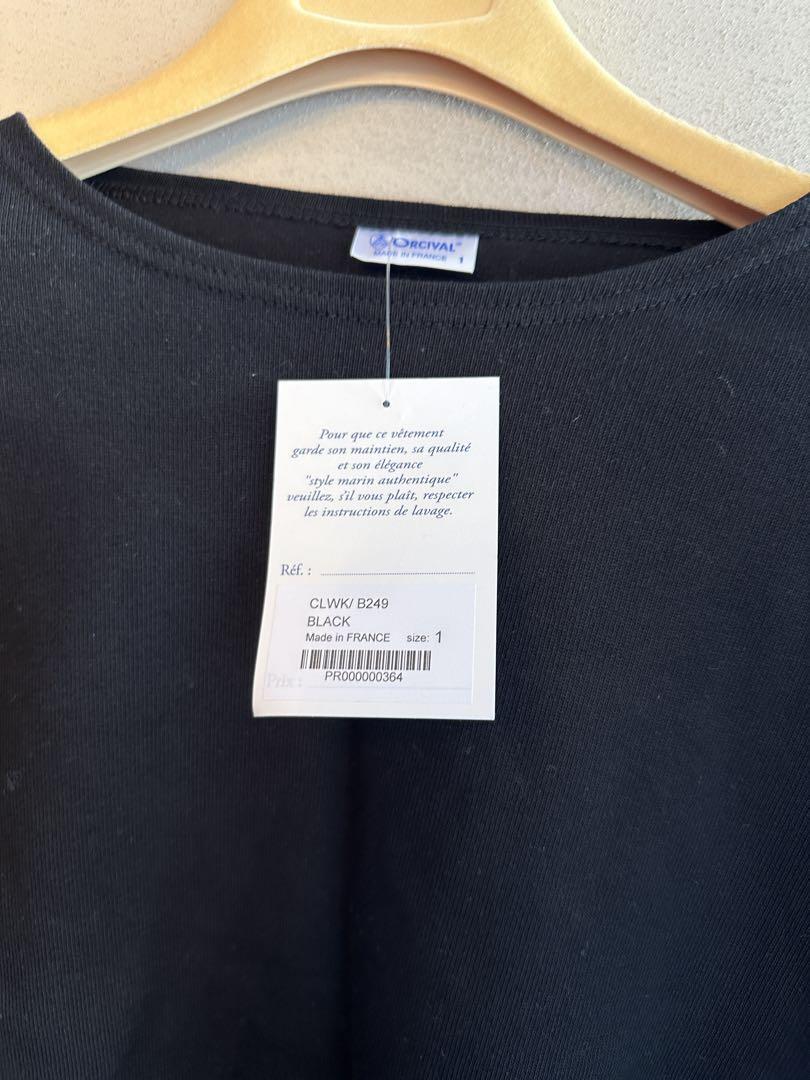 ORCIVAL®
MADE IN FRANCE 1
Pour que ce vêtement
garde son maintien, sa qualité
et son élégance
"style marin authentique"
veuillez, s'il vous plaît, respecter
les instructions de lavage.
Réf. :
CLWK/ B249
BLACK
Made in FRANCE size: 1
PR000000364
Prix :